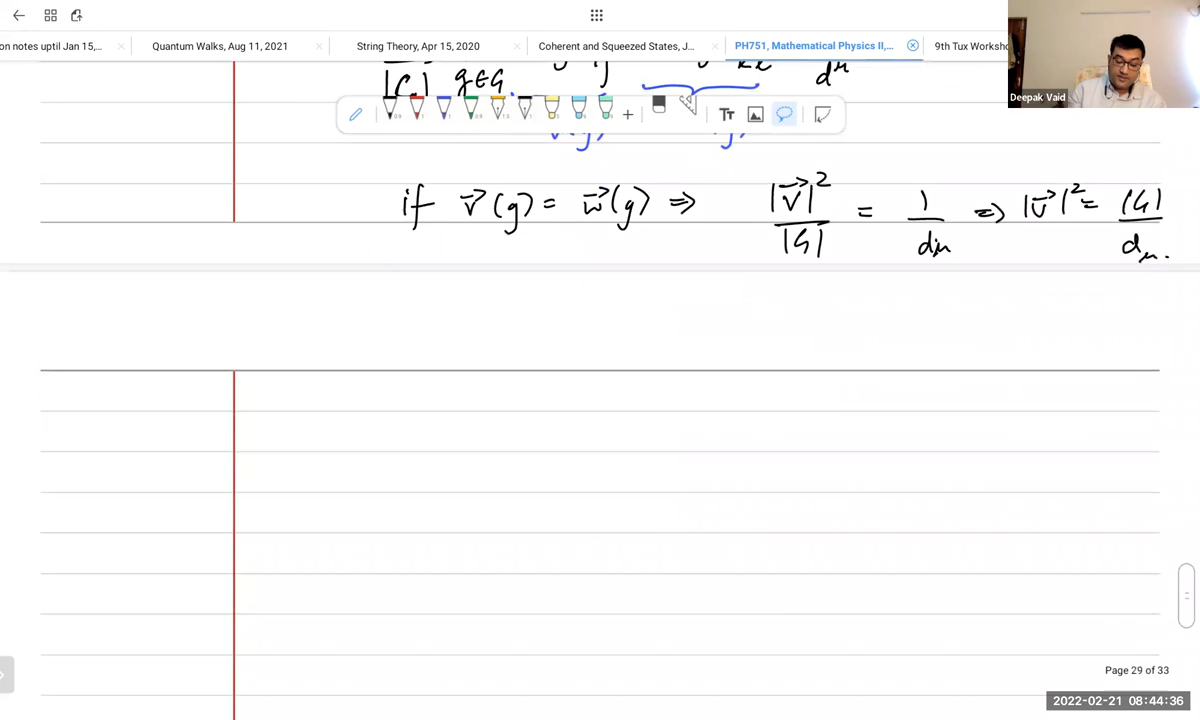 on notes uptil Jan 15,... Quantum Walks, Aug 11, 2021 String Theory, Apr 15, 2020 Coherent and Squeezed States, J... PH751, Mathematical Physics II,... 9th Tux Worksho
Deepak Vaid
|G| g∈G dμ
Tт
if v⃗(g) = w⃗(g) ⇒ |v⃗|² / |G| = 1 / dμ ⇒ |v⃗|² = |G| / dμ.
Page 29 of 33
2022-02-21 08:44:36